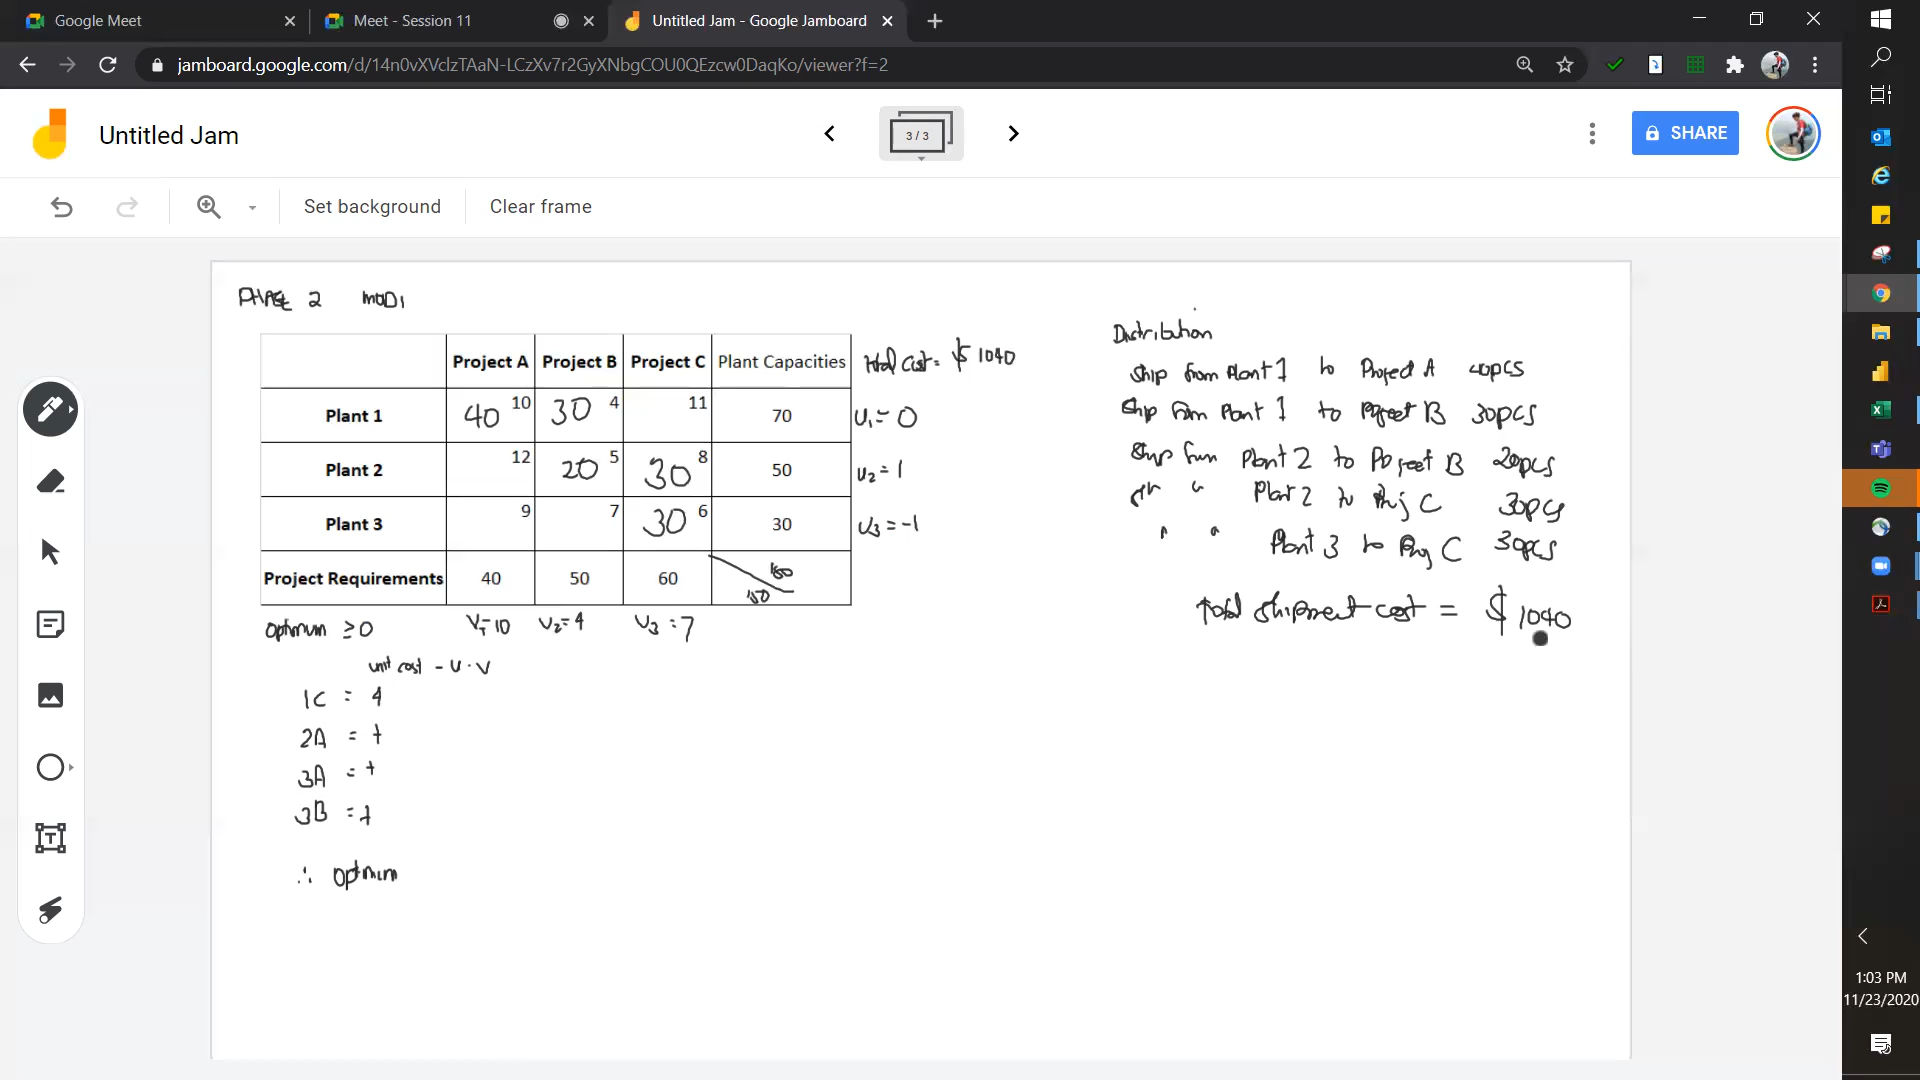 Google Meet
Meet - Session 11
Untitled Jam - Google Jamboard
jamboard.google.com/d/14n0vXVclzTAaN-LCzXv7r2GyXNbgCOU0QEzcw0DaqKo/viewer?f=2
Untitled Jam
3 / 3
SHARE
Set background
Clear frame
PHASE 2 MODI
Project A Project B Project C Plant Capacities
Total cost = $ 1040
Plant 1 40 10 30 4 11 70 U1 = 0
Plant 2 12 20 5 30 8 50 U2 = 1
Plant 3 9 7 30 6 30 U3 = -1
Project Requirements 40 50 60 150 150
optimum ≥ 0 V1=10 V2=4 V3=7
unit cost - U - V
1C = 4
2A = +
3A = +
3B = +
∴ optimum
Distribution
Ship from Plant 1 to Project A 40pcs
Ship from Plant 1 to Project B 30pcs
Ship from Plant 2 to Project B 20pcs
" Plant 2 to Proj C 30pcs
" " Plant 3 to Proj C 30pcs
Total shipment cost = $ 1040
1:03 PM
11/23/2020